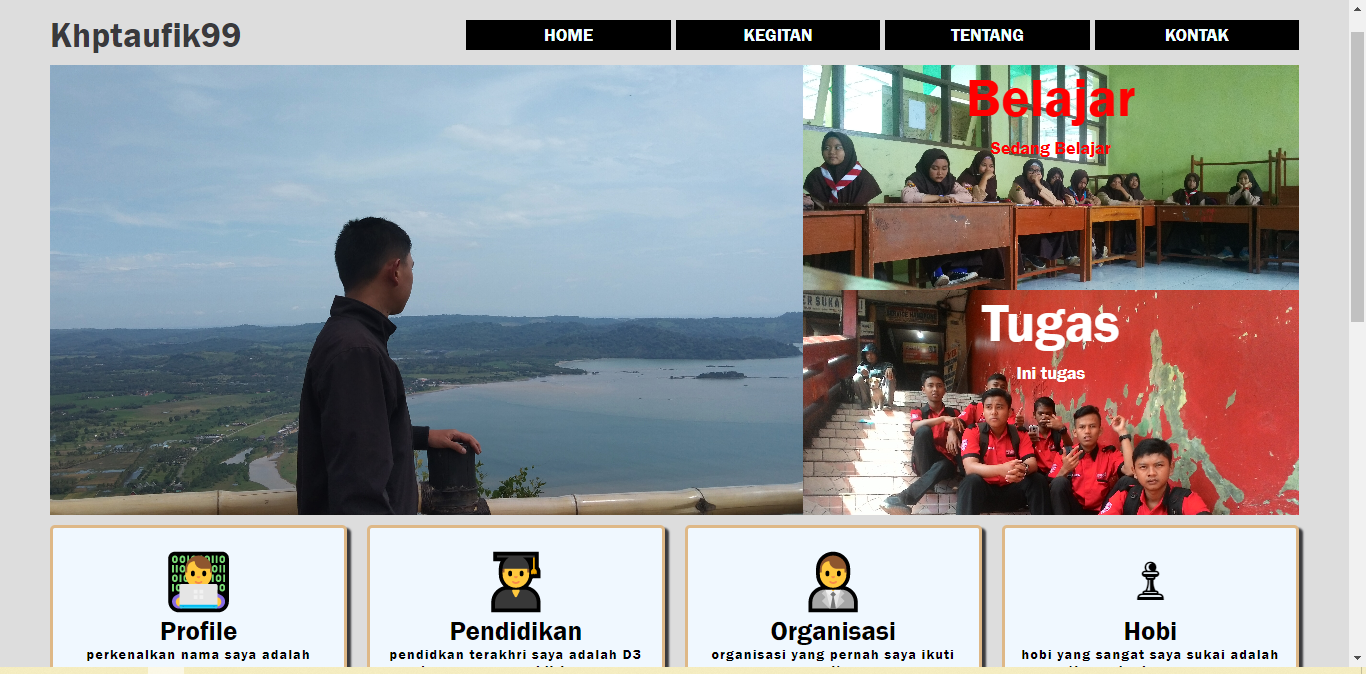 Khptaufik99
HOME
KEGITAN
TENTANG
KONTAK
Belajar
Sedang Belajar
Tugas
Ini tugas
Profile
perkenalkan nama saya adalah
Pendidikan
pendidkan terakhri saya adalah D3
Organisasi
organisasi yang pernah saya ikuti
Hobi
hobi yang sangat saya sukai adalah